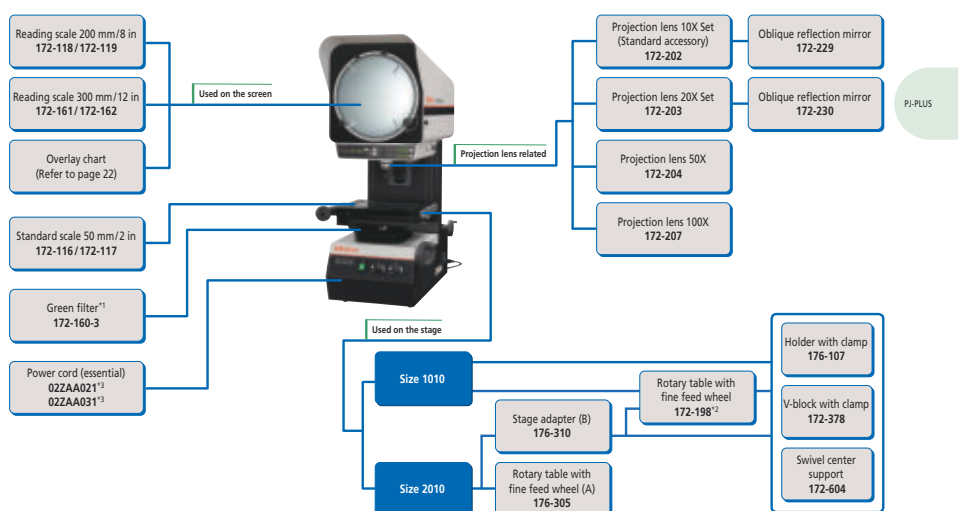 Reading scale 200 mm/8 in
172-118/172-119
Reading scale 300 mm/12 in
172-161/172-162
Overlay chart
(Refer to page 22)
Used on the screen
Standard scale 50 mm/2 in
172-116/172-117
Green filter*1
172-160-3
Power cord (essential)
02ZAA021*3
02ZAA031*3
Projection lens related
Projection lens 10X Set
(Standard accessory)
172-202
Oblique reflection mirror
172-229
Projection lens 20X Set
172-203
Oblique reflection mirror
172-230
Projection lens 50X
172-204
Projection lens 100X
172-207
PJ-PLUS
Used on the stage
Size 1010
Size 2010
Stage adapter (B)
176-310
Rotary table with
fine feed wheel (A)
176-305
Rotary table with
fine feed wheel
172-198*2
Holder with clamp
176-107
V-block with clamp
172-378
Swivel center
support
172-604